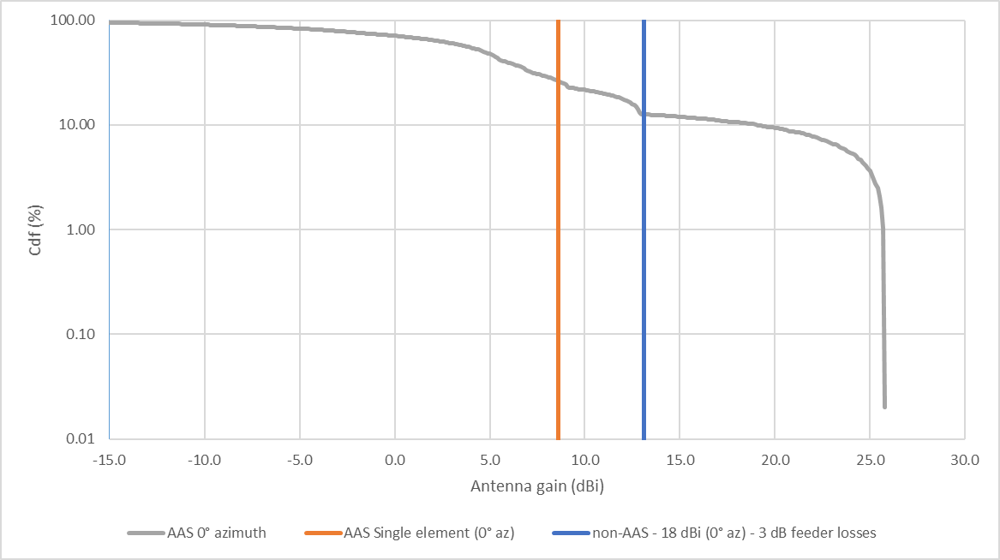 100.00
10.00
1.00
0.10
0.01
Cdf (%)
-15.0 -10.0 -5.0 0.0 5.0 10.0 15.0 20.0 25.0 30.0
Antenna gain (dBi)
AAS 0° azimuth AAS Single element (0° az) non-AAS - 18 dBi (0° az) - 3 dB feeder losses